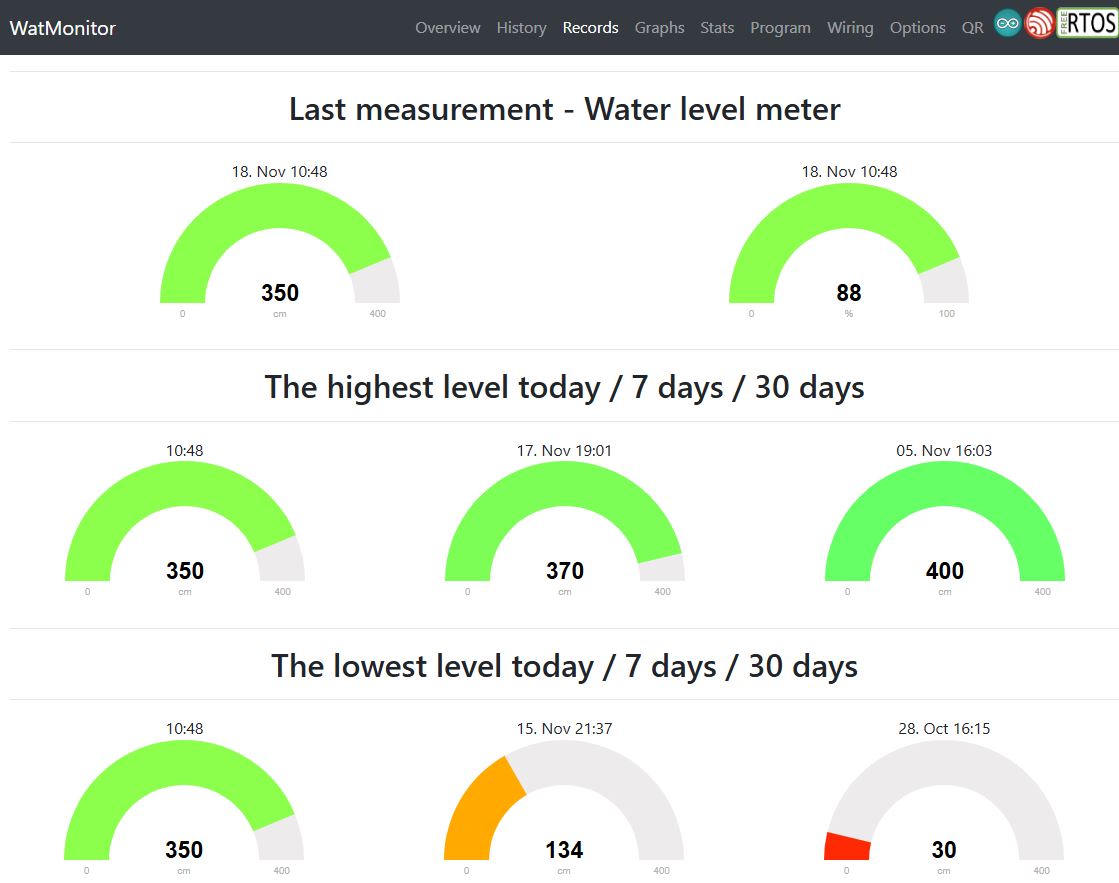 WatMonitor Overview History Records Graphs Stats Program Wiring Options QR FREE RTOS
Last measurement - Water level meter
18. Nov 10:48 18. Nov 10:48
350 88
0 cm 400 0 % 100
The highest level today / 7 days / 30 days
10:48 17. Nov 19:01 05. Nov 16:03
350 370 400
0 cm 400 0 cm 400 0 cm 400
The lowest level today / 7 days / 30 days
10:48 15. Nov 21:37 28. Oct 16:15
350 134 30
0 cm 400 0 cm 400 0 cm 400